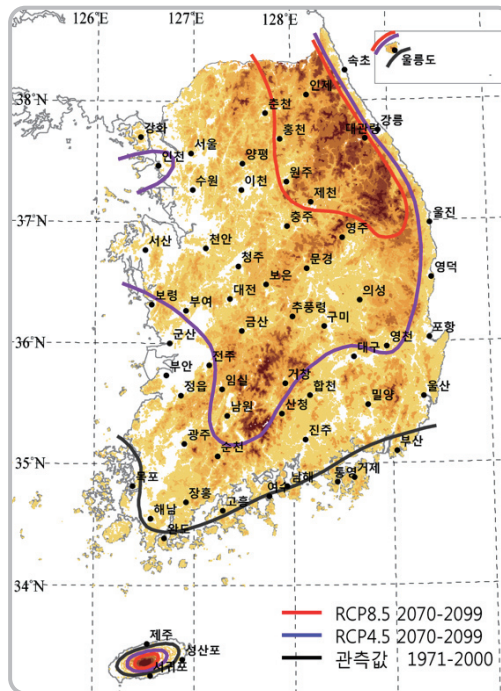 126°E
127°E
128°E
38°N
37°N
36°N
35°N
34°N
속초
울릉도
인제
춘천
강화
홍천
강릉
대관령
서울
인천
양평
원주
수원
이천
제천
충주
영주
울진
서산
천안
청주
문경
보은
영덕
보령
부여
대전
의성
추풍령
구미
금산
군산
포항
영천
대구
전주
부안
임실
거창
합천
정읍
밀양
울산
남원
산청
광주
순천
진주
부산
목포
거제
통영
남해
여수
장흥
고흥
해남
완도
제주
성산포
서귀포
RCP8.5 2070-2099
RCP4.5 2070-2099
관측값 1971-2000